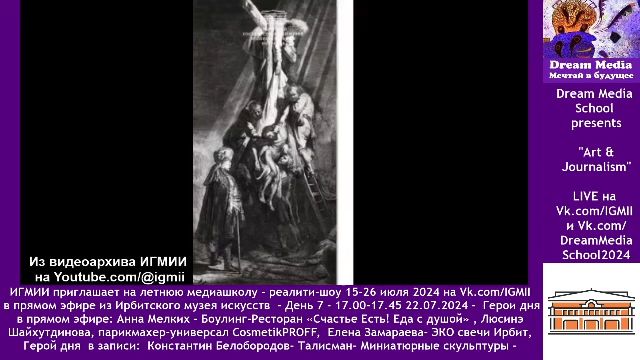 Dream Media
Мечтай в будущее
Dream Media
School
presents
"Art &
Journalism"
LIVE на
Vk.com/IGMII
и Vk.com/
DreamMedia
School2024
Из видеоархива ИГМИИ
на Youtube.com/@igmii
ИГМИИ приглашает на летнюю медиашколу - реалити-шоу 15-26 июля 2024 на Vk.com/IGMII
в прямом эфире из Ирбитского музея искусств - День 7 - 17.00-17.45 22.07.2024 - Герои дня
в прямом эфире: Анна Мелких - Боулинг-Ресторан «Счастье Есть! Еда с душой» , Люсинэ
Шайхутдинова, парикмахер-универсал CosmetikPROFF, Елена Замараева- ЭКО свечи Ирбит,
Герой дня в записи: Константин Белобородов- Талисман- Миниатюрные скульптуры -